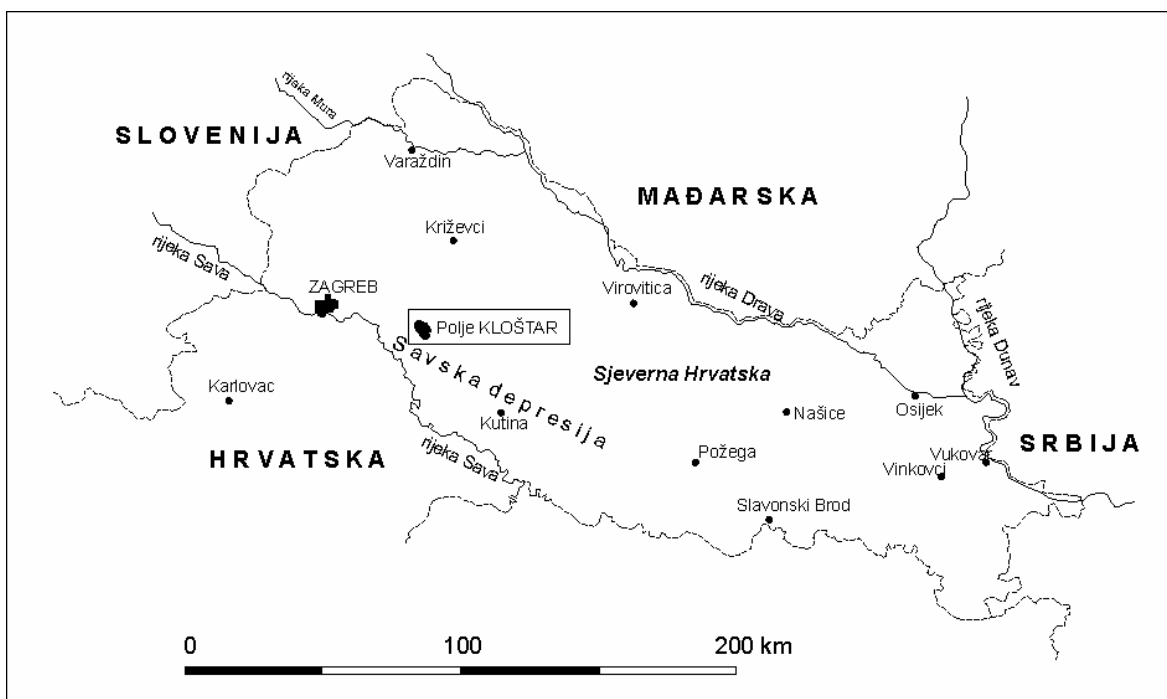 rijeka Mura
SLOVENIJA
Varaždin
MAĐARSKA
Križevci
rijeka Sava
ZAGREB
Virovitica
rijeka Drava
rijeka Dunav
Polje KLOŠTAR
Savska depresija
Sjeverna Hrvatska
Karlovac
Kutina
Našice
Osijek
HRVATSKA
rijeka Sava
Požega
SRBIJA
Vukovar
Vinkovci
Slavonski Brod
0 100 200 km